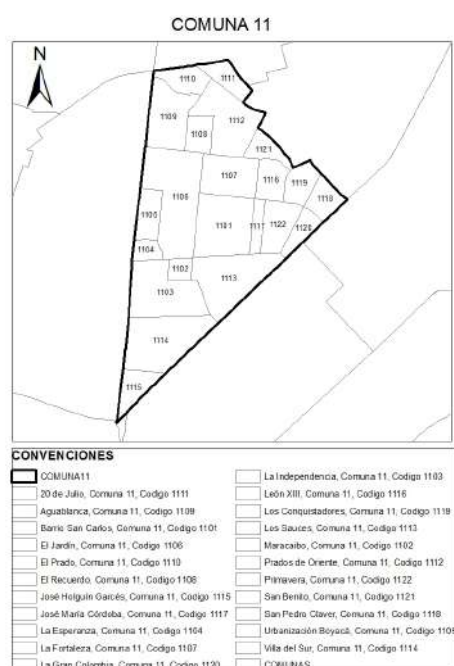 COMUNA 11
N
1110
1111
1109
1112
1108
1121
1107
1116
1119
1118
1105
1101
1117
1122
1120
1104
1102
1113
1103
1114
1115
CONVENCIONES
COMUNA11
20 de Julio, Comuna 11, Codigo 1111
Aguablanca, Comuna 11, Codigo 1109
Barrio San Carlos, Comuna 11, Codigo 1101
El Jardín, Comuna 11, Codigo 1106
El Prado, Comuna 11, Codigo 1110
El Recuerdo, Comuna 11, Codigo 1108
José Holguín Garcés, Comuna 11, Codigo 1115
José María Córdoba, Comuna 11, Codigo 1117
La Esperanza, Comuna 11, Codigo 1104
La Fortaleza, Comuna 11, Codigo 1107
La Gran Colombia, Comuna 11, Codigo 1120
La Independencia, Comuna 11, Codigo 1103
León XIII, Comuna 11, Codigo 1116
Los Conquistadores, Comuna 11, Codigo 1119
Los Sauces, Comuna 11, Codigo 1113
Maracaibo, Comuna 11, Codigo 1102
Prados de Oriente, Comuna 11, Codigo 1112
Primavera, Comuna 11, Codigo 1122
San Benito, Comuna 11, Codigo 1121
San Pedro Claver, Comuna 11, Codigo 1118
Urbanización Boyacá, Comuna 11, Codigo 1105
Villa del Sur, Comuna 11, Codigo 1114
COMUNAS